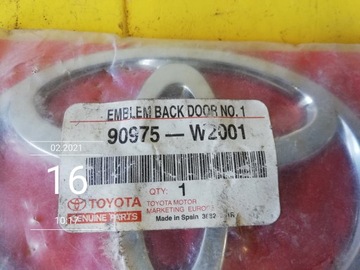 EMBLEM BACK DOOR NO.1
90975-W2001
02.2021
16
TOYOTA
GENUINE PARTS
QTY:
1
TOYOTA MOTOR
MARKETING EUROPE
Made in Spain